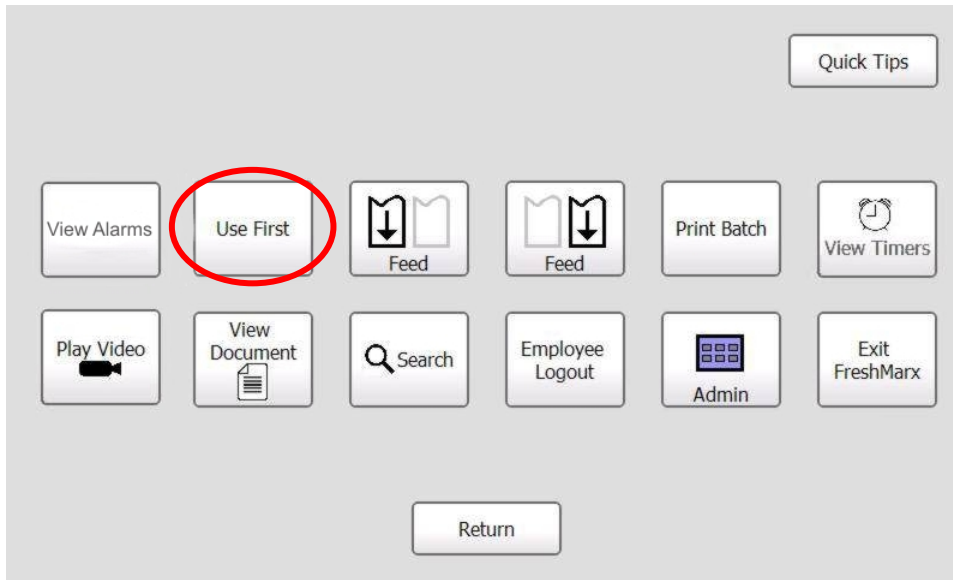 Quick Tips
View Alarms
Use First
Feed
Feed
Print Batch
View Timers
Play Video
View
Document
Search
Employee
Logout
Admin
Exit
FreshMarx
Return